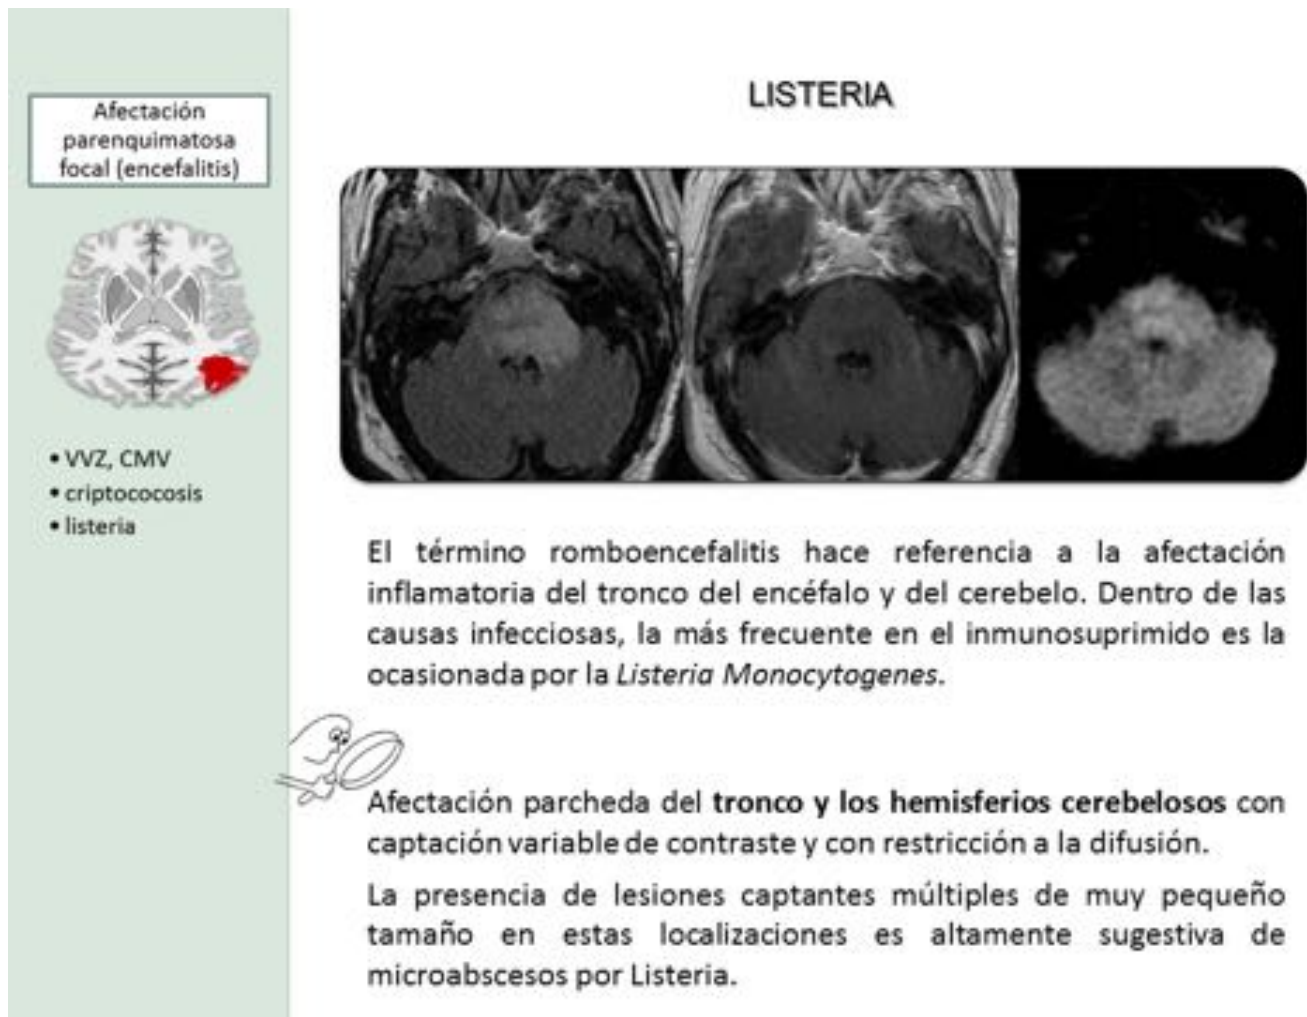 Afectación
parenquimatosa
focal (encefalitis)
• VVZ, CMV
• criptococosis
• listeria
LISTERIA
El término romboencefalitis hace referencia a la afectación
inflamatoria del tronco del encéfalo y del cerebelo. Dentro de las
causas infecciosas, la más frecuente en el inmunosuprimido es la
ocasionada por la Listeria Monocytogenes.
Afectación parcheda del tronco y los hemisferios cerebelosos con
captación variable de contraste y con restricción a la difusión.
La presencia de lesiones captantes múltiples de muy pequeño
tamaño en estas localizaciones es altamente sugestiva de
microabscesos por Listeria.